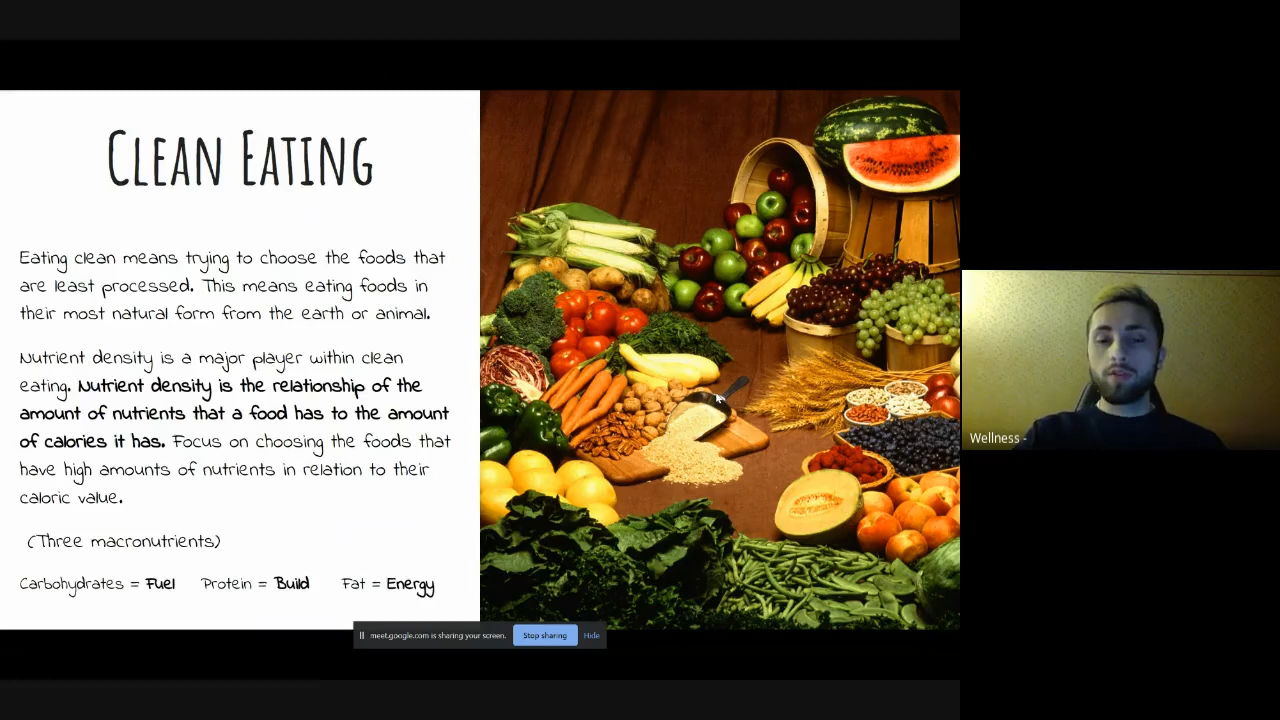 Clean Eating
Eating clean means trying to choose the foods that
are least processed. This means eating foods in
their most natural form from the earth or animal.
Nutrient density is a major player within clean
eating. Nutrient density is the relationship of the
amount of nutrients that a food has to the amount
of calories it has. Focus on choosing the foods that
have high amounts of nutrients in relation to their
caloric value.
(Three macronutrients)
Carbohydrates = Fuel Protein = Build Fat = Energy
meet.google.com is sharing your screen. Stop sharing Hide
Wellness -